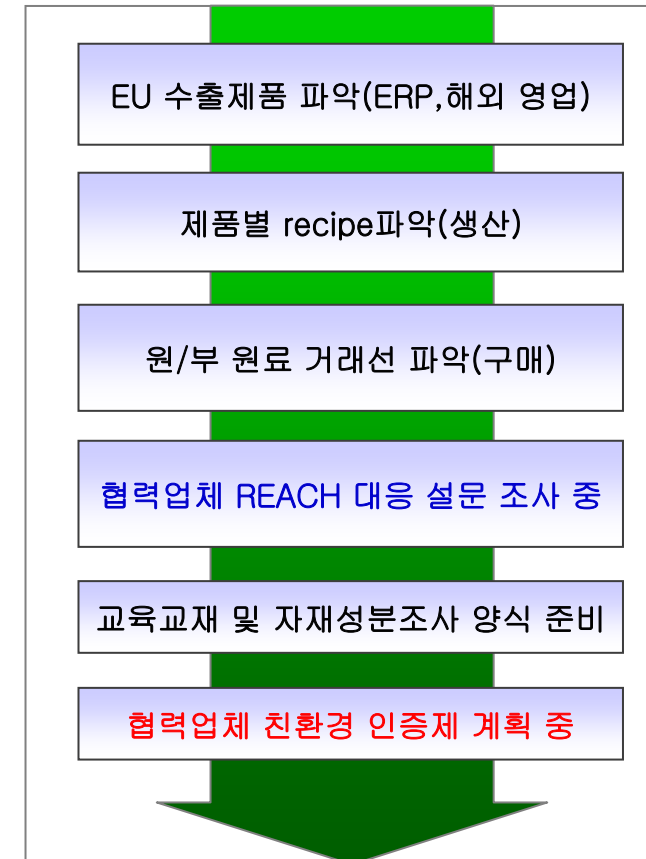 EU 수출제품 파악(ERP,해외 영업)
제품별 recipe파악(생산)
원/부 원료 거래선 파악(구매)
협력업체 REACH 대응 설문 조사 중
교육교재 및 자재성분조사 양식 준비
협력업체 친환경 인증제 계획 중